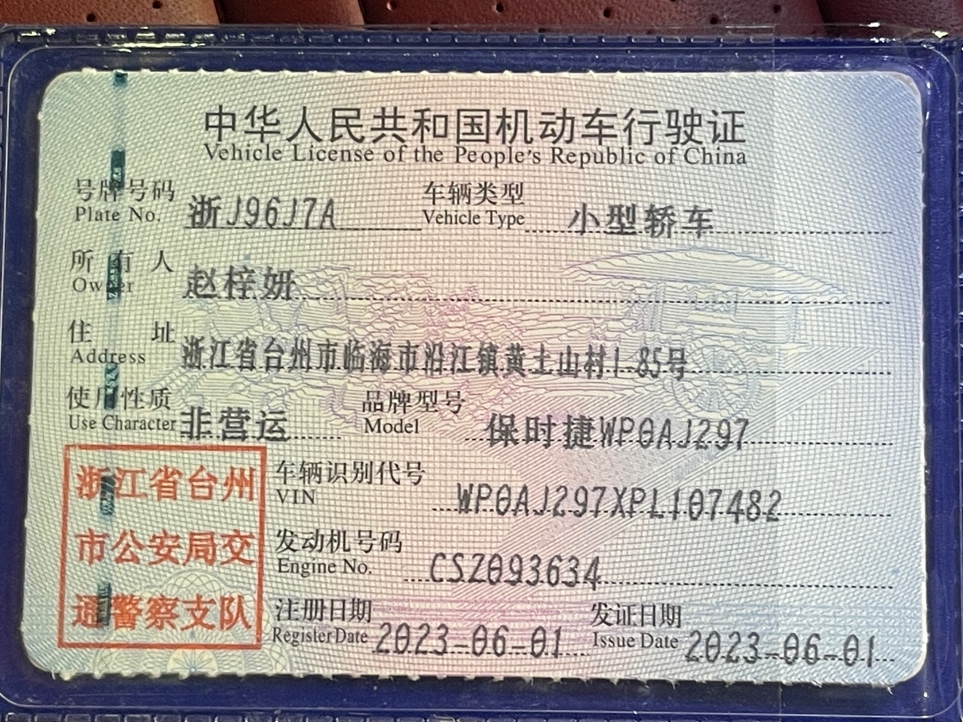 中华人民共和国机动车行驶证
Vehicle License of the People's Republic of China
号牌号码 浙J96J7A 车辆类型 小型轿车
Plate No. Vehicle Type
所有人 赵梓妍
Owner
住址 浙江省台州市临海市沿江镇黄土山村1-85号
Address
使用性质 非营运 品牌型号 保时捷WP0AJ297
Use Character Model
浙江省台州
市公安局交
通警察支队
车辆识别代号 WP0AJ297XPL107482
VIN
发动机号码 CSZ093634
Engine No.
注册日期 2023-06-01 发证日期 2023-06-01
Register Date Issue Date